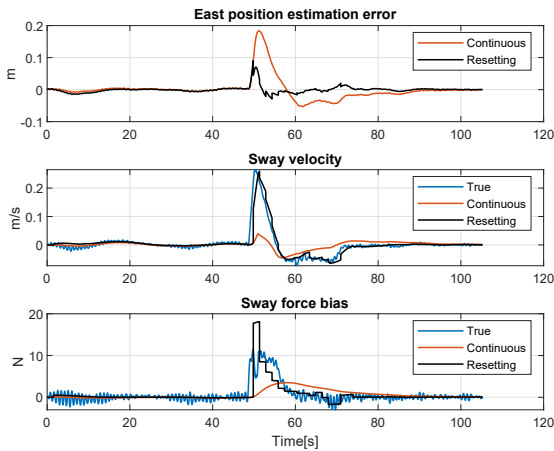 East position estimation error
0.2
0.1
0
-0.1
m
Continuous
Resetting
0 20 40 60 80 100 120
Sway velocity
0.2
0.1
0
m/s
True
Continuous
Resetting
0 20 40 60 80 100 120
Sway force bias
20
10
0
N
True
Continuous
Resetting
0 20 40 60 80 100 120
Time[s]